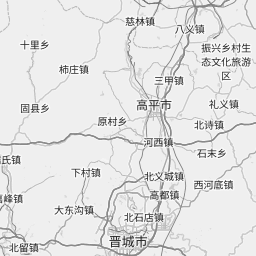 慈林镇
八义镇
十里乡
振兴乡村生
态文化旅游
区
柿庄镇
三甲镇
高平市
礼义镇
固县乡
原村乡
北诗镇
河西镇
石末乡
氏镇
下村镇
北义城镇
西河底镇
高都镇
峰镇
大东沟镇
北石店镇
晋城市
北留镇